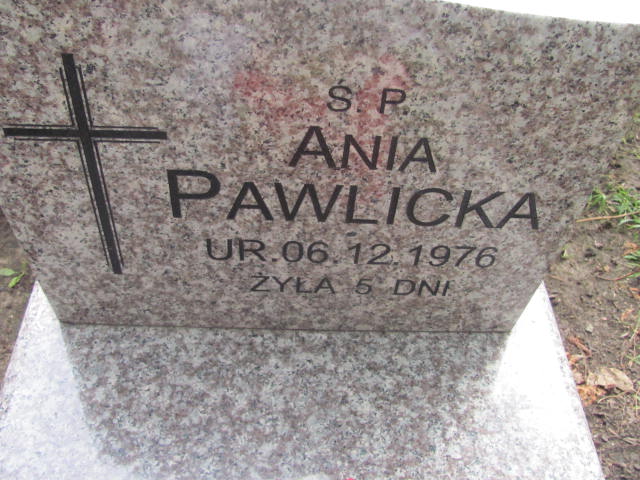 Ś. P.
ANIA
PAWLICKA
UR. 06.12.1976
ŻYŁA 5 DNI